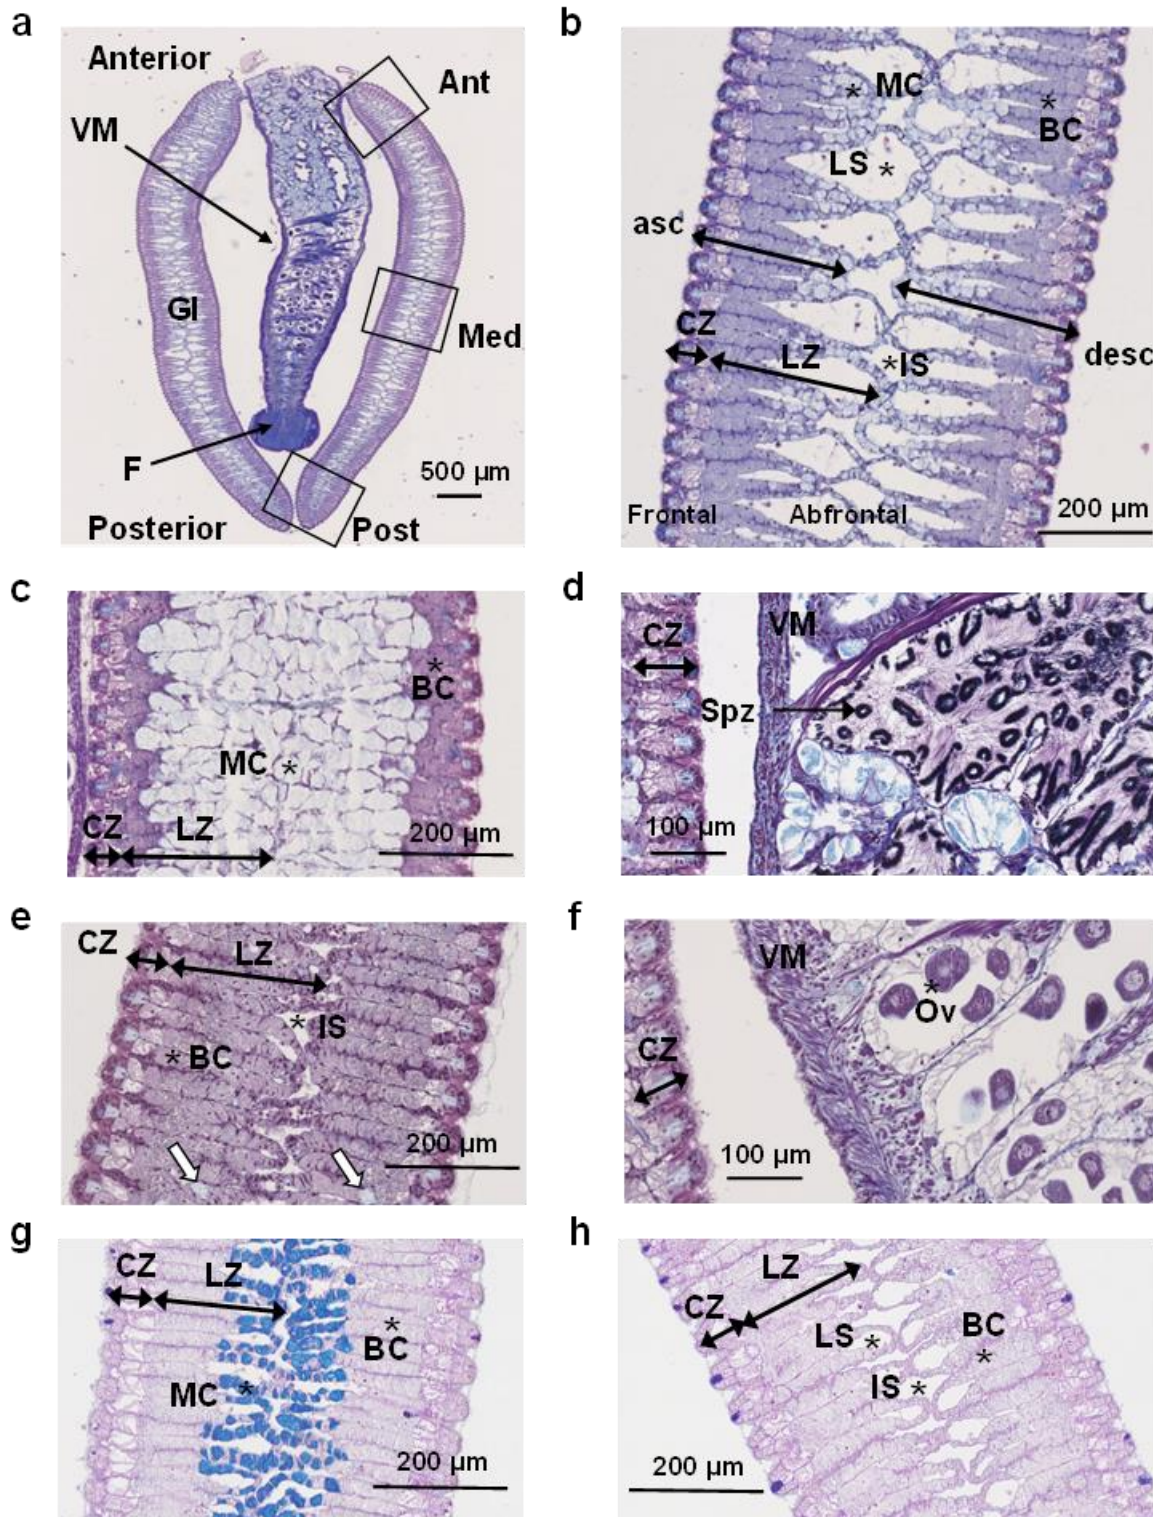 a
Anterior
Ant
VM
Gl
Med
F
500 µm
Posterior
Post
b
MC
BC
LS
asc
CZ
LZ
IS
desc
Frontal
Abfrontal
200 µm
c
BC
MC
CZ
LZ
200 µm
d
CZ
VM
Spz
100 µm
e
CZ
LZ
IS
BC
200 µm
f
VM
Ov
CZ
100 µm
g
CZ
LZ
BC
MC
200 µm
h
LZ
CZ
LS
BC
IS
200 µm